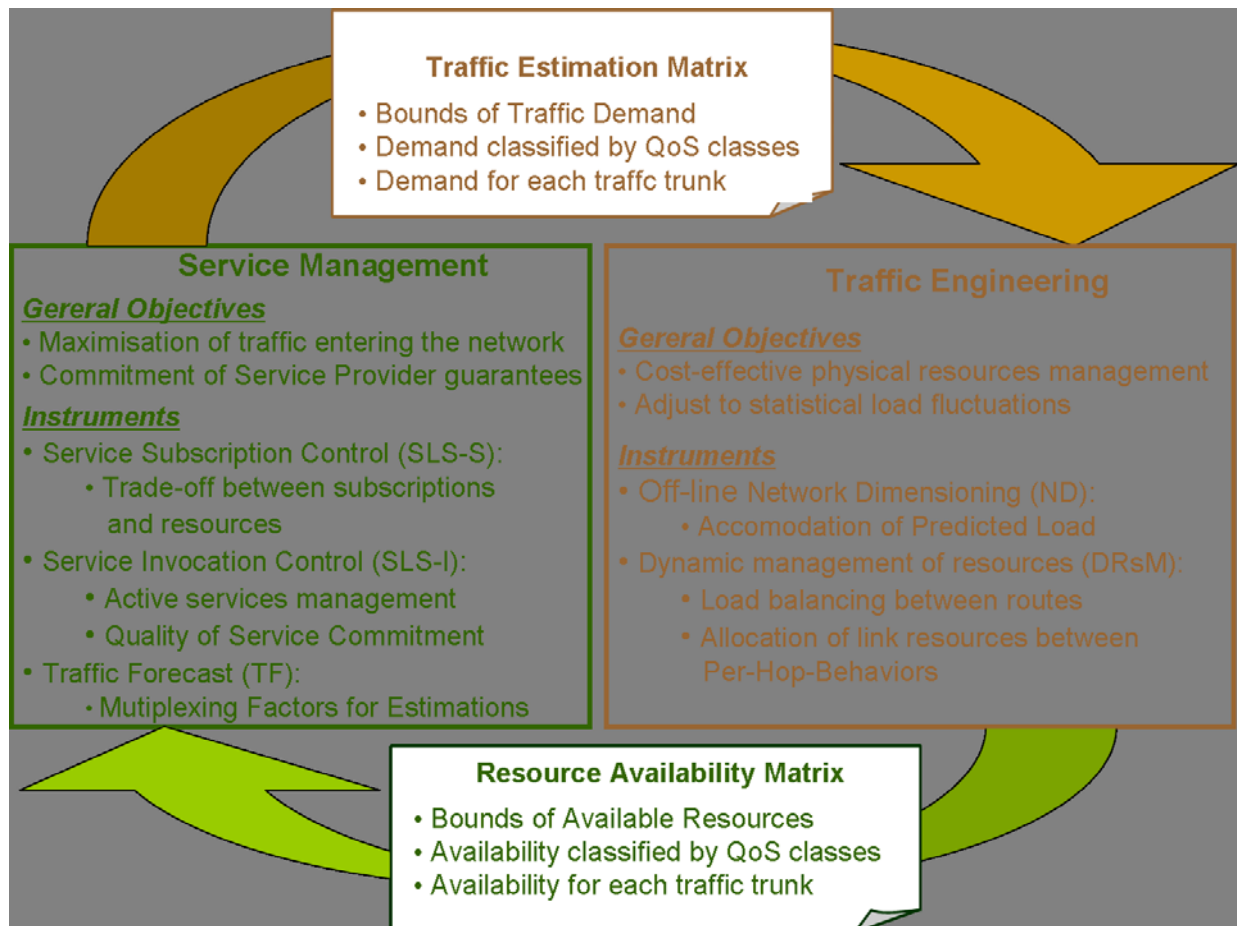 Traffic Estimation Matrix
• Bounds of Traffic Demand
• Demand classified by QoS classes
• Demand for each traffc trunk
Service Management
Gereral Objectives
• Maximisation of traffic entering the network
• Commitment of Service Provider guarantees
Instruments
• Service Subscription Control (SLS-S):
• Trade-off between subscriptions
and resources
• Service Invocation Control (SLS-I):
• Active services management
• Quality of Service Commitment
• Traffic Forecast (TF):
• Mutiplexing Factors for Estimations
Traffic Engineering
Gereral Objectives
• Cost-effective physical resources management
• Adjust to statistical load fluctuations
Instruments
• Off-line Network Dimensioning (ND):
• Accomodation of Predicted Load
• Dynamic management of resources (DRsM):
• Load balancing between routes
• Allocation of link resources between
Per-Hop-Behaviors
Resource Availability Matrix
• Bounds of Available Resources
• Availability classified by QoS classes
• Availability for each traffic trunk